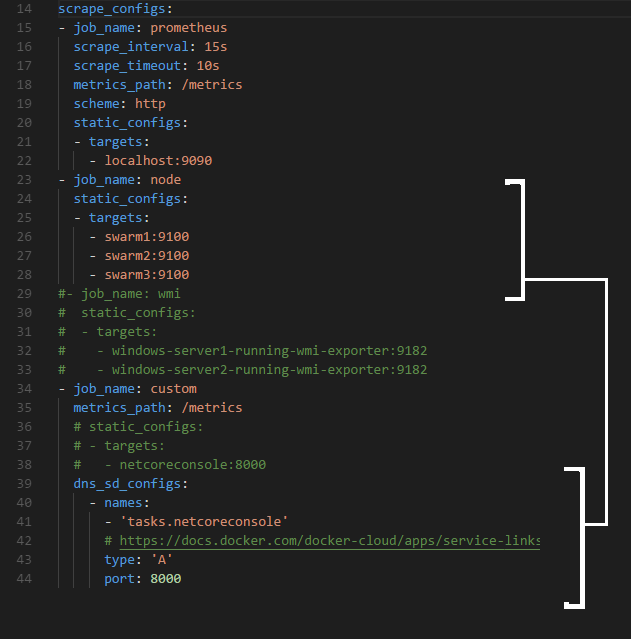 14 scrape_configs:
15 - job_name: prometheus
16   scrape_interval: 15s
17   scrape_timeout: 10s
18   metrics_path: /metrics
19   scheme: http
20   static_configs:
21   - targets:
22     - localhost:9090
23 - job_name: node
24   static_configs:
25   - targets:
26     - swarm1:9100
27     - swarm2:9100
28     - swarm3:9100
29 #- job_name: wmi
30 #  static_configs:
31 #  - targets:
32 #    - windows-server1-running-wmi-exporter:9182
33 #    - windows-server2-running-wmi-exporter:9182
34 - job_name: custom
35   metrics_path: /metrics
36   # static_configs:
37   # - targets:
38   #   - netcoreconsole:8000
39   dns_sd_configs:
40     - names:
41       - 'tasks.netcoreconsole'
42       # https://docs.docker.com/docker-cloud/apps/service-links
43       type: 'A'
44       port: 8000